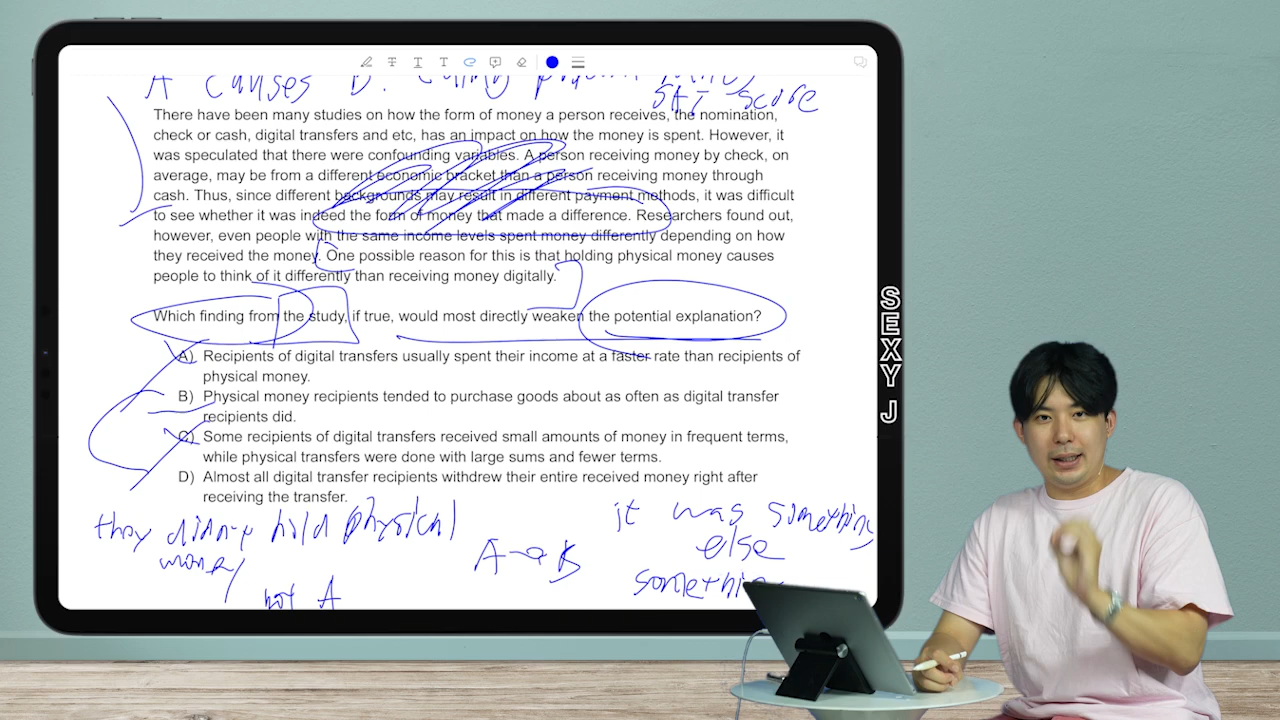 A causes B.
SAT score
There have been many studies on how the form of money a person receives, the nomination,
check or cash, digital transfers and etc, has an impact on how the money is spent. However, it
was speculated that there were confounding variables. A person receiving money by check, on
average, may be from a different economic bracket than a person receiving money through
cash. Thus, since different backgrounds may result in different payment methods, it was difficult
to see whether it was indeed the form of money that made a difference. Researchers found out,
however, even people with the same income levels spent money differently depending on how
they received the money. One possible reason for this is that holding physical money causes
people to think of it differently than receiving money digitally.
Which finding from the study, if true, would most directly weaken the potential explanation?
A) Recipients of digital transfers usually spent their income at a faster rate than recipients of
physical money.
B) Physical money recipients tended to purchase goods about as often as digital transfer
recipients did.
C) Some recipients of digital transfers received small amounts of money in frequent terms,
while physical transfers were done with large sums and fewer terms.
D) Almost all digital transfer recipients withdrew their entire received money right after
receiving the transfer.
they didn't hold physical
money
not A
A → B
it was something
else
SEXY J